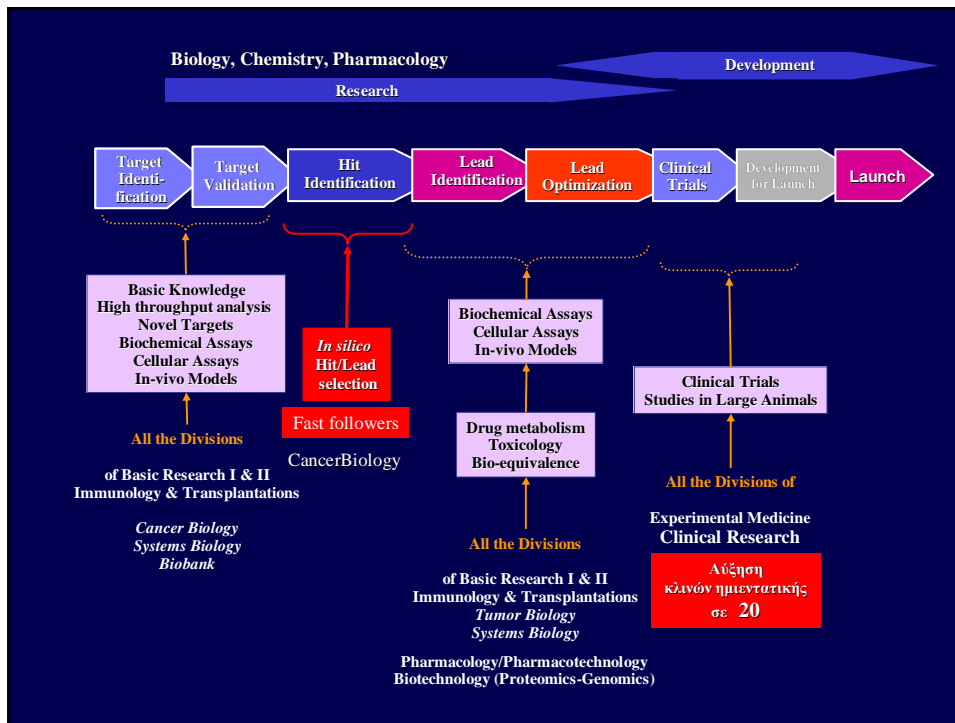 Biology, Chemistry, Pharmacology
Development
Research
Target
Identi-
fication
Target
Validation
Hit
Identification
Lead
Identification
Lead
Optimization
Clinical
Trials
Development
for Launch
Launch
Basic Knowledge
High throughput analysis
Novel Targets
Biochemical Assays
Cellular Assays
In-vivo Models
All the Divisions
of Basic Research I & II
Immunology & Transplantations
Cancer Biology
Systems Biology
Biobank
In silico
Hit/Lead
selection
Fast followers
CancerBiology
Biochemical Assays
Cellular Assays
In-vivo Models
Drug metabolism
Toxicology
Bio-equivalence
All the Divisions
of Basic Research I & II
Immunology & Transplantations
Tumor Biology
Systems Biology
Pharmacology/Pharmacotechnology
Biotechnology (Proteomics-Genomics)
Clinical Trials
Studies in Large Animals
All the Divisions of
Experimental Medicine
Clinical Research
Αύξηση
κλινών ημιεντατικής
σε 20